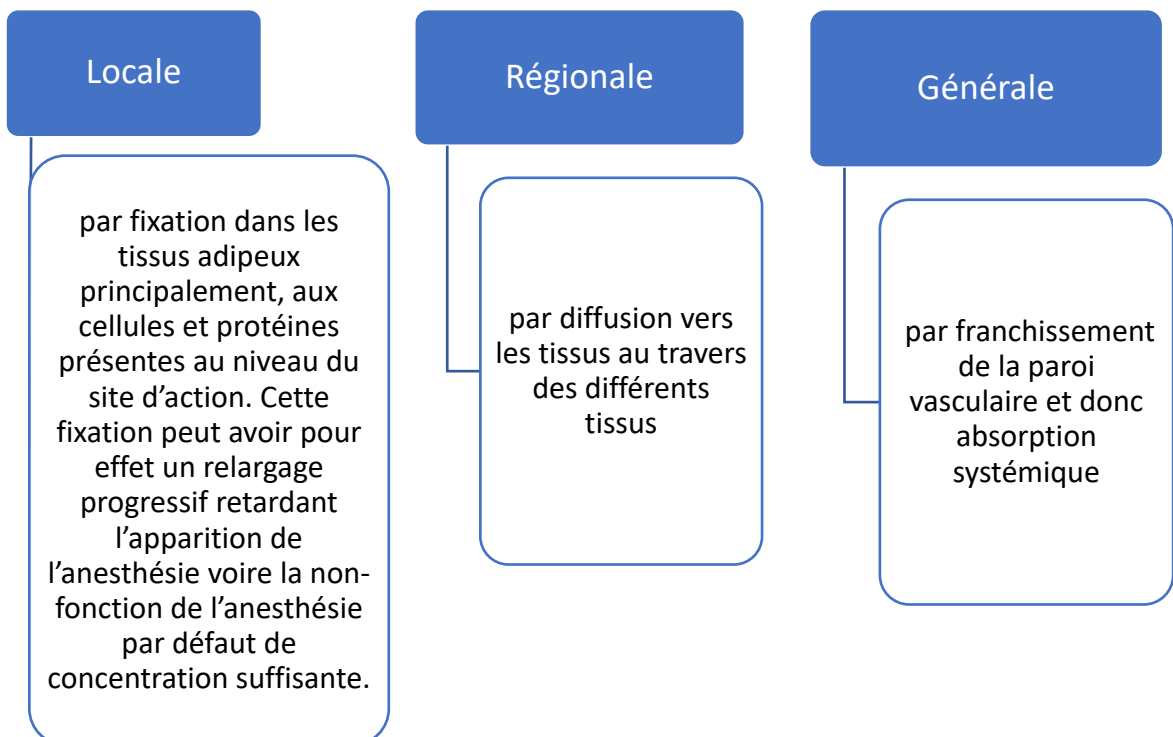 Locale
par fixation dans les
tissus adipeux
principalement, aux
cellules et protéines
présentes au niveau du
site d’action. Cette
fixation peut avoir pour
effet un relargage
progressif retardant
l’apparition de
l’anesthésie voire la non-
fonction de l’anesthésie
par défaut de
concentration suffisante.
Régionale
par diffusion vers
les tissus au travers
des différents
tissus
Générale
par franchissement
de la paroi
vasculaire et donc
absorption
systémique